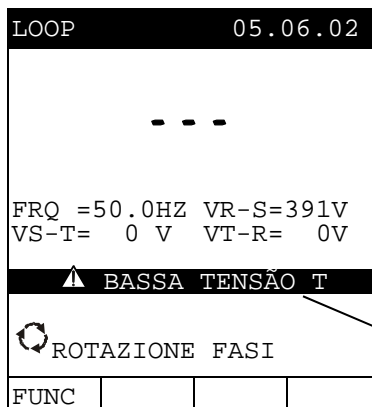 LOOP 05.06.02
- - -
FRQ =50.0HZ VR-S=391V
VS-T= 0 V VT-R= 0V
⚠ BASSA TENSÃO T
ROTAZIONE FASI
FUNC